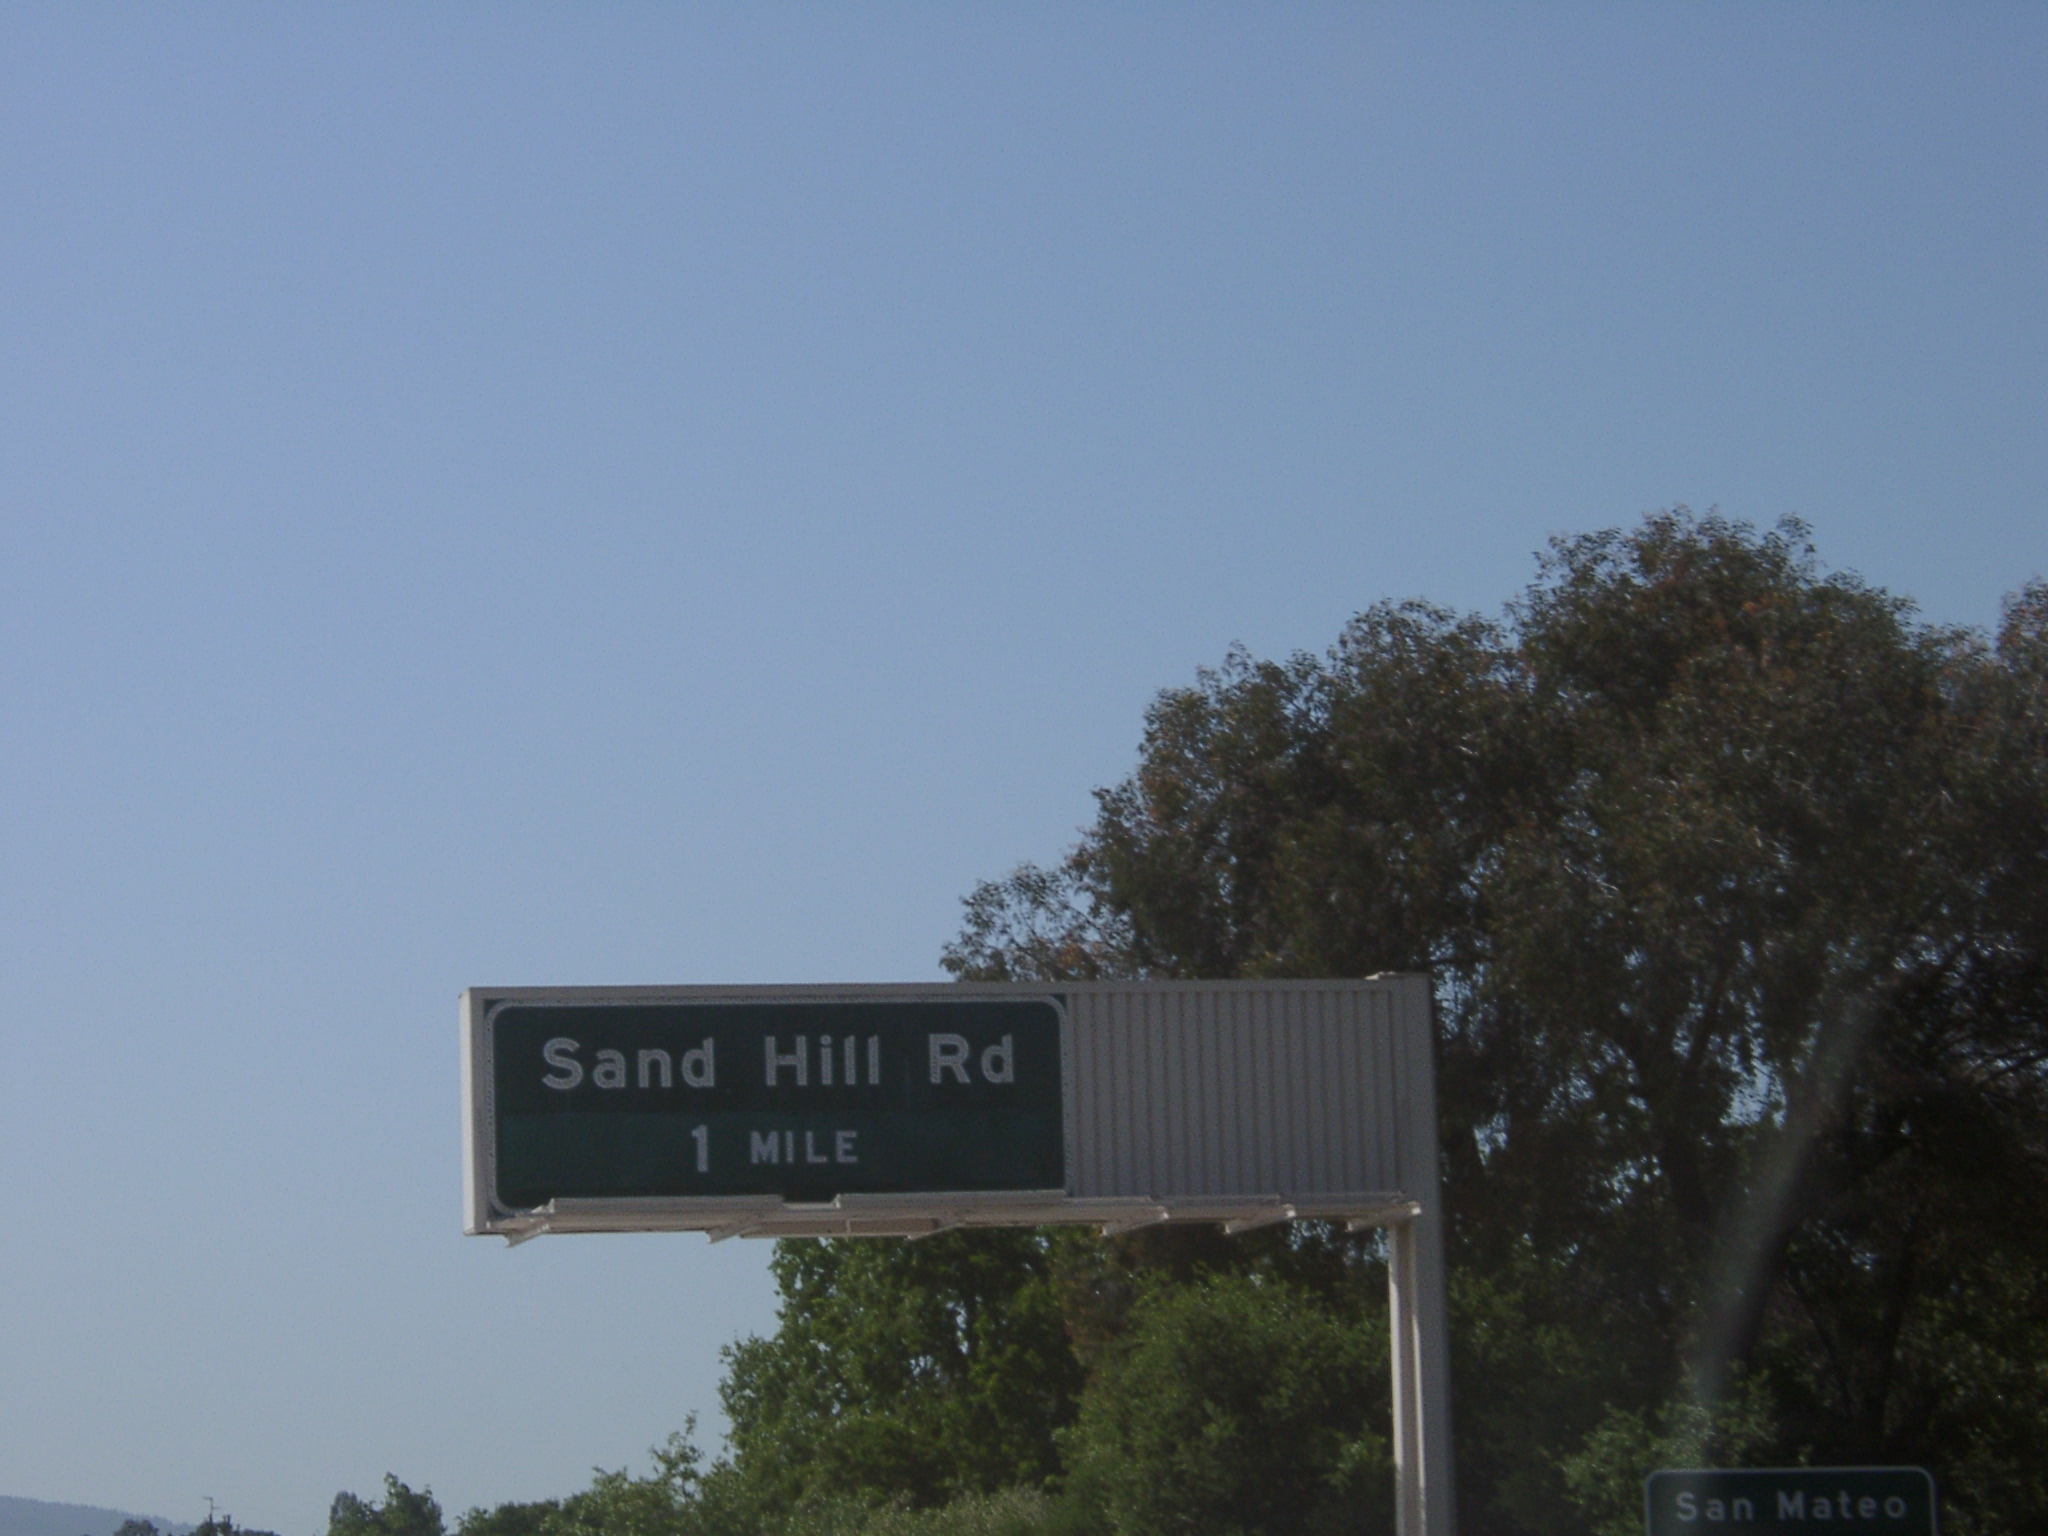 Sand Hill Rd
1 MILE
San Mateo